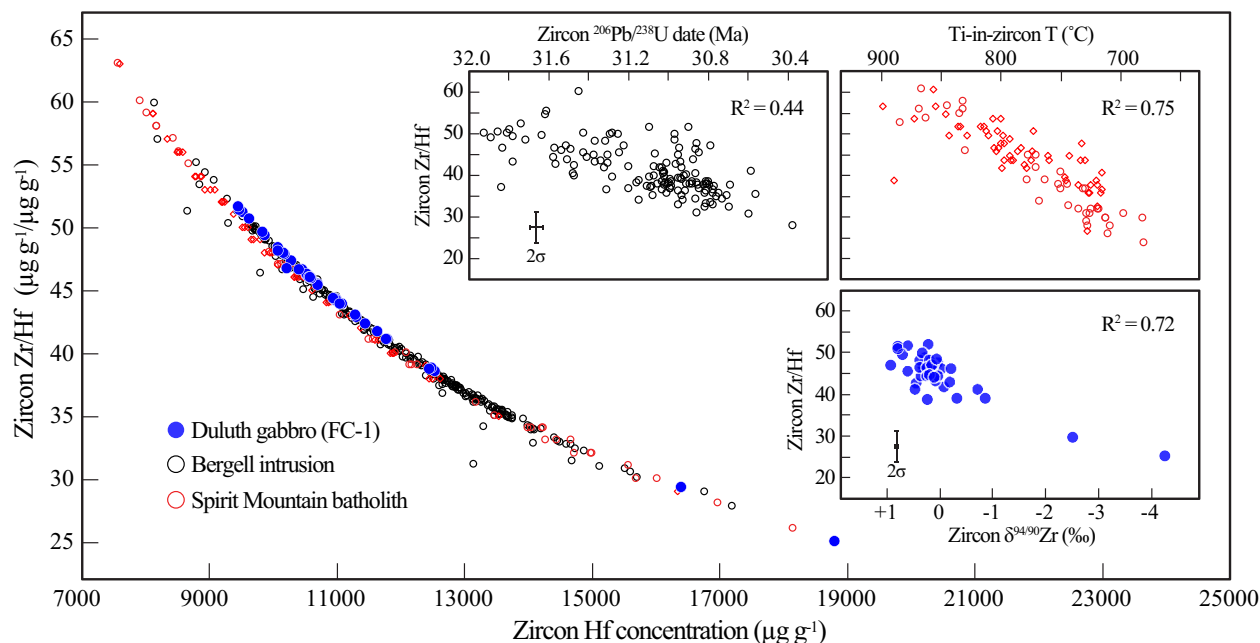 Zircon ²⁰⁶Pb/²³⁸U date (Ma)
32.0 31.6 31.2 30.8 30.4
Zircon Zr/Hf
60
50
40
30
20
R² = 0.44
2σ
Ti-in-zircon T (°C)
900 800 700
R² = 0.75
Zircon Zr/Hf
60
50
40
30
20
R² = 0.72
2σ
+1 0 -1 -2 -3 -4
Zircon δ⁹⁴ᐟ⁹⁰Zr (‰)
Zircon Zr/Hf (µg g⁻¹/µg g⁻¹)
65
60
55
50
45
40
35
30
25
Duluth gabbro (FC-1)
Bergell intrusion
Spirit Mountain batholith
7000 9000 11000 13000 15000 17000 19000 21000 23000 25000
Zircon Hf concentration (µg g⁻¹)